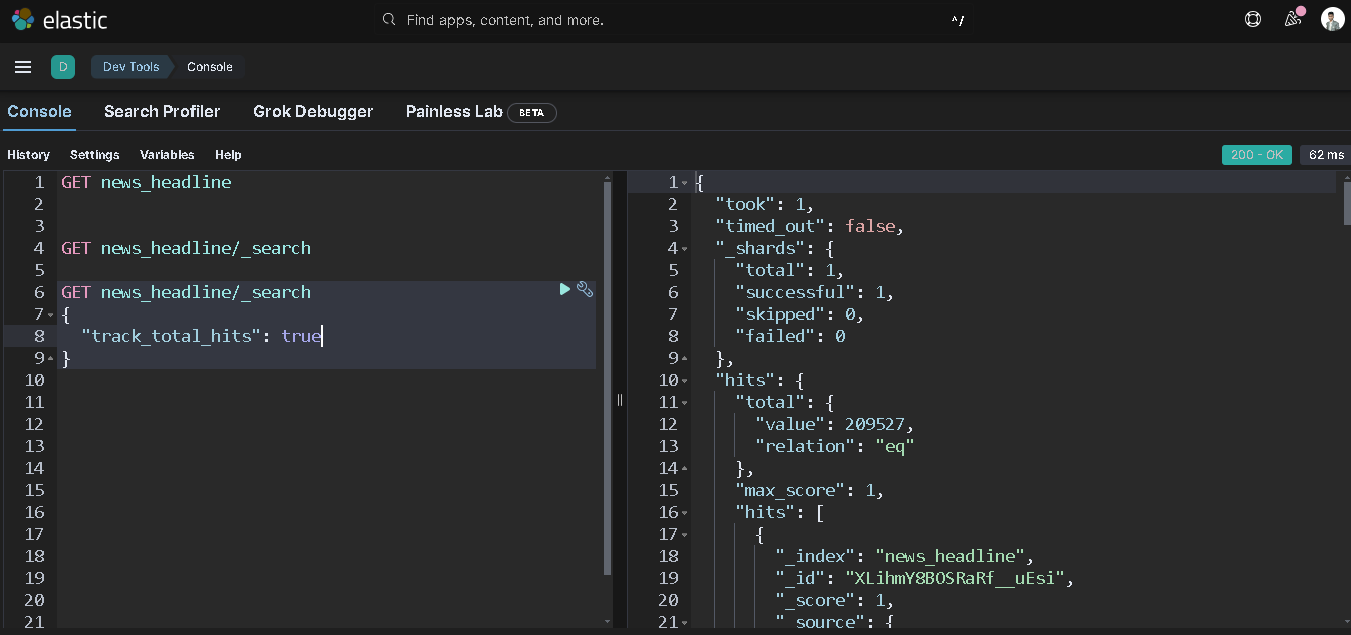 elastic
Find apps, content, and more.
^/
D
Dev Tools
Console
Console
Search Profiler
Grok Debugger
Painless Lab
BETA
History
Settings
Variables
Help
200 - OK
62 ms
1 GET news_headline
2
3
4 GET news_headline/_search
5
6 GET news_headline/_search
7 {
8 "track_total_hits": true
9 }
10
11
12
13
14
15
16
17
18
19
20
21
1 {
2 "took": 1,
3 "timed_out": false,
4 "_shards": {
5 "total": 1,
6 "successful": 1,
7 "skipped": 0,
8 "failed": 0
9 },
10 "hits": {
11 "total": {
12 "value": 209527,
13 "relation": "eq"
14 },
15 "max_score": 1,
16 "hits": [
17 {
18 "_index": "news_headline",
19 "_id": "XLihmY8BOSRaRf__uEsi",
20 "_score": 1,
21 "_source": {